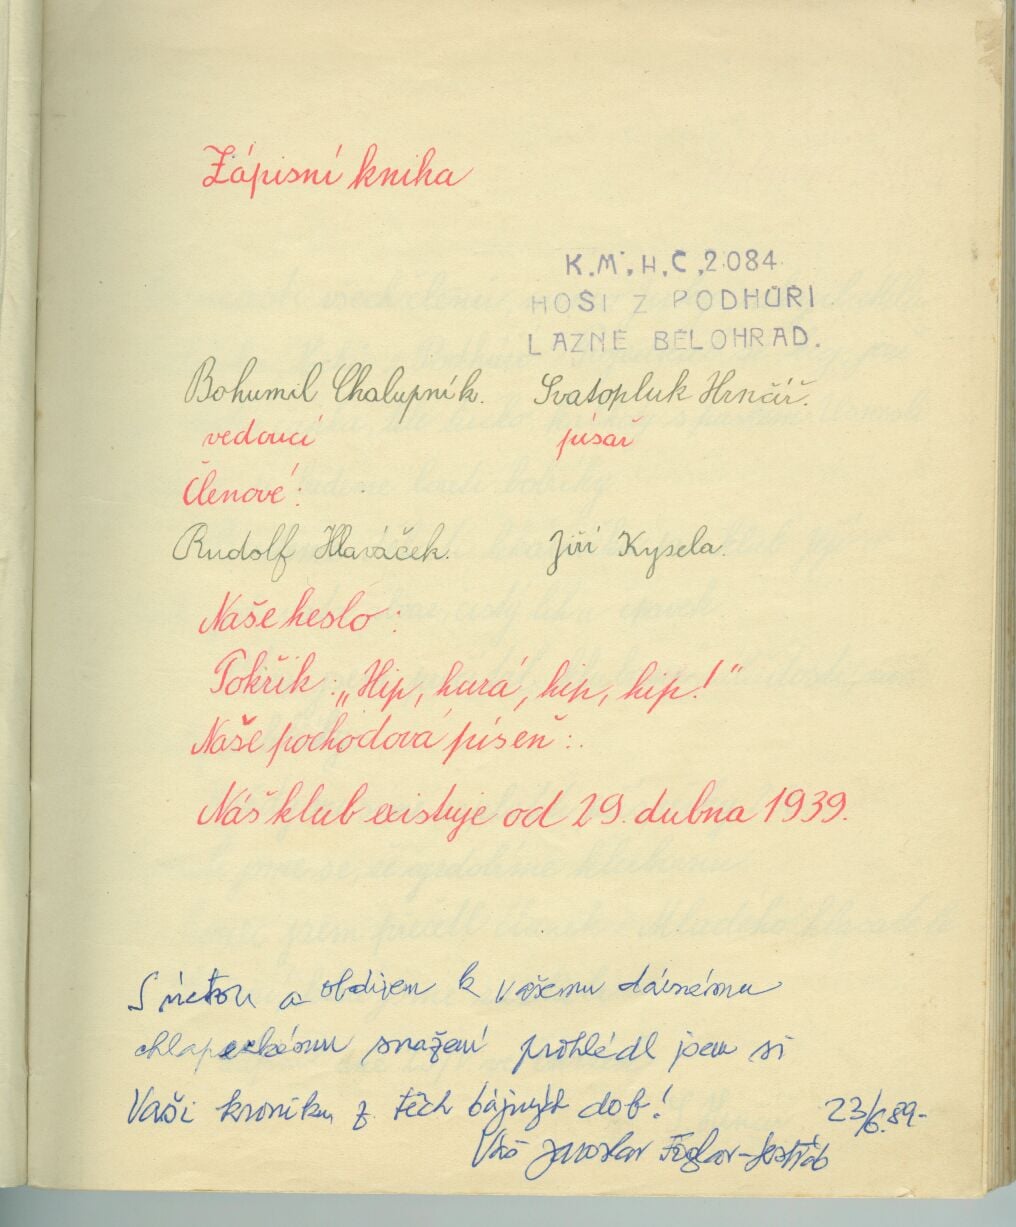 Zápisní kniha
K.M.H.C.2084
HOŠI Z PODHŮŘÍ
LÁZNĚ BĚLOHRAD.
Bohumil Chalupník. Svatopluk Hrnčíř.
vedoucí písař
Členové:
Rudolf Hlaváček. Jiří Kysela.
Naše heslo:
Pokřik: „Hip, hurá, hip, hip!“
Naše pochodová píseň:
Náš klub existuje od 29. dubna 1939.
S úctou a obdivem k vašemu dávnému
chlapeckému snažení prohlédl jsem si
Vaši kroniku z těch bájných dob! 23/6.89-
Váš Jaroslav Foglar-Jestřáb